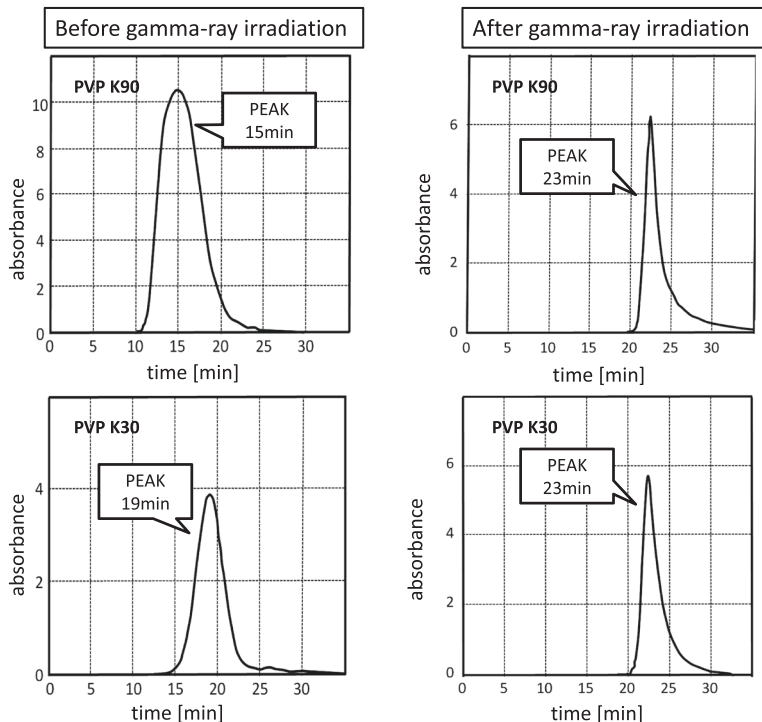 Before gamma-ray irradiation
After gamma-ray irradiation
PVP K90
PEAK
15min
absorbance
10
8
6
4
2
0
0 5 10 15 20 25 30
time [min]
PVP K90
PEAK
23min
absorbance
6
4
2
0
0 5 10 15 20 25 30
time [min]
PVP K30
PEAK
19min
absorbance
4
2
0
0 5 10 15 20 25 30
time [min]
PVP K30
PEAK
23min
absorbance
6
4
2
0
0 5 10 15 20 25 30
time [min]